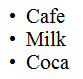 • Cafe
• Milk
• Coca